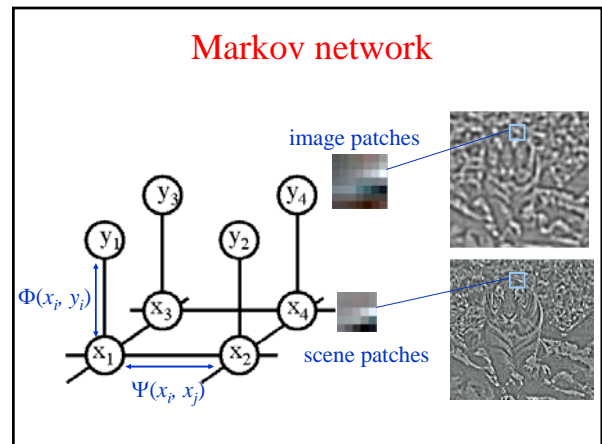 Markov network
image patches
y₃
y₄
y₁
y₂
Φ(xᵢ, yᵢ)
x₃
x₄
x₁
x₂
scene patches
Ψ(xᵢ, xⱼ)